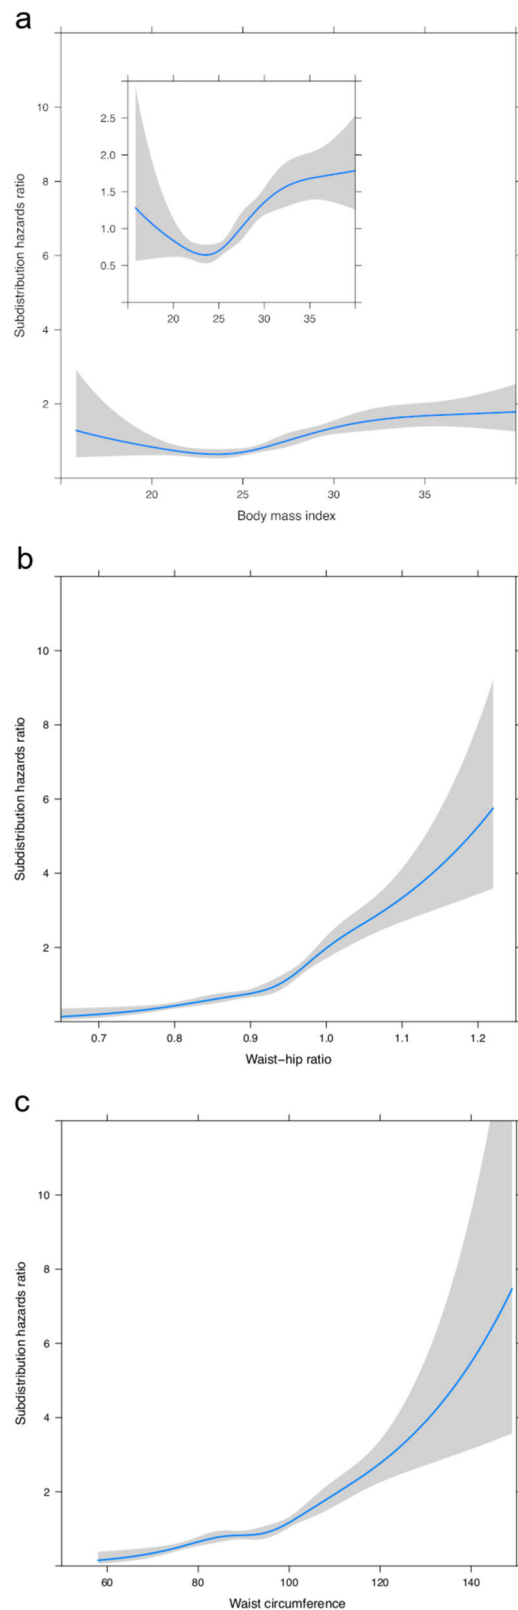 a
10
8
6
4
2
Subdistribution hazards ratio
2.5
2.0
1.5
1.0
0.5
20 25 30 35
20 25 30 35
Body mass index
b
10
8
6
4
2
Subdistribution hazards ratio
0.7 0.8 0.9 1.0 1.1 1.2
Waist–hip ratio
c
10
8
6
4
2
Subdistribution hazards ratio
60 80 100 120 140
Waist circumference